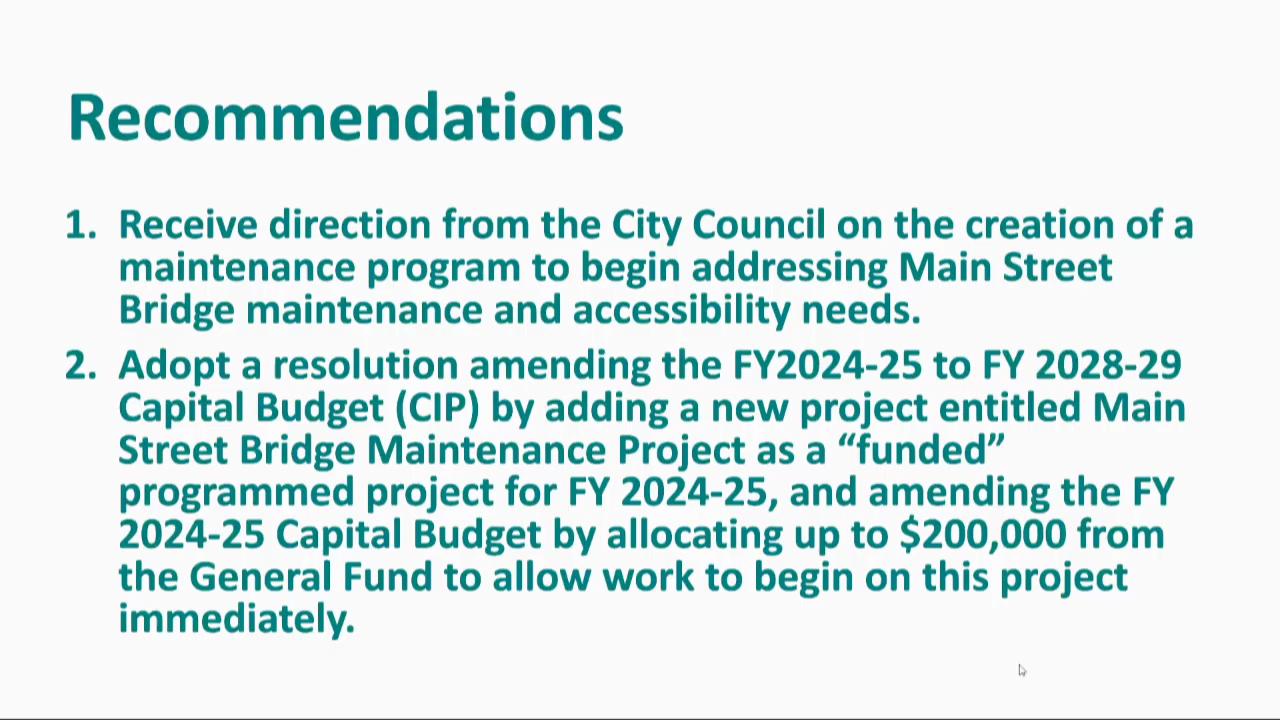 Recommendations
1. Receive direction from the City Council on the creation of a
maintenance program to begin addressing Main Street
Bridge maintenance and accessibility needs.
2. Adopt a resolution amending the FY2024-25 to FY 2028-29
Capital Budget (CIP) by adding a new project entitled Main
Street Bridge Maintenance Project as a “funded”
programmed project for FY 2024-25, and amending the FY
2024-25 Capital Budget by allocating up to $200,000 from
the General Fund to allow work to begin on this project
immediately.